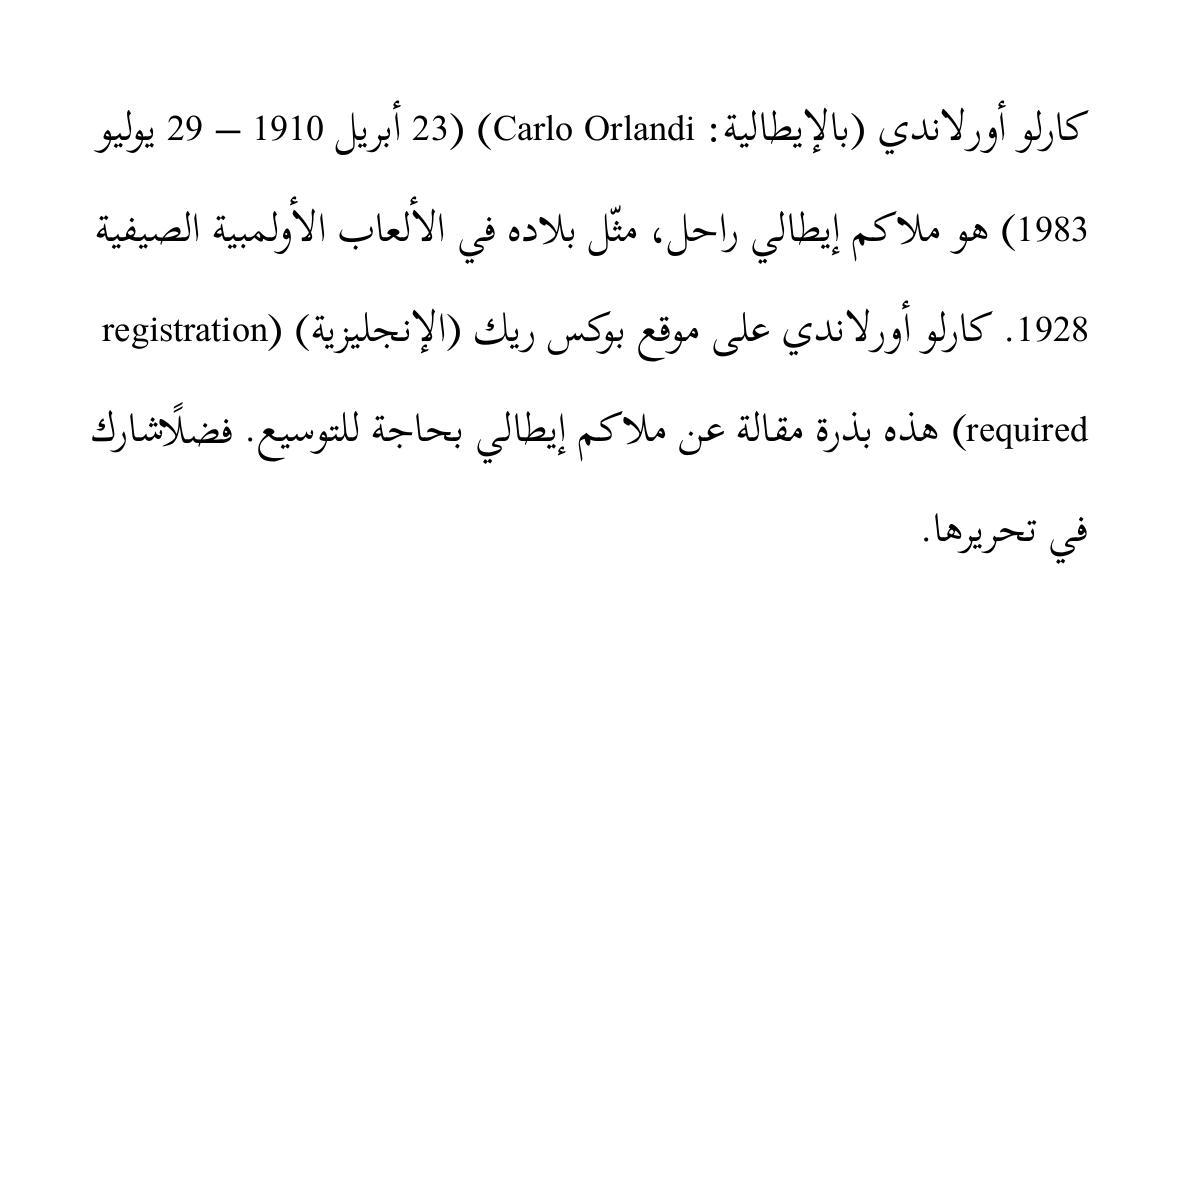 كارلو أورلاندي (بالإيطالية: Carlo Orlandi) (23 أبريل 1910 – 29 يوليو
1983) هو ملاكم إيطالي راحل، مثّل بلاده في الألعاب الأولمبية الصيفية
1928. كارلو أورلاندي على موقع بوكس ريك (الإنجليزية) (registration
required) هذه بذرة مقالة عن ملاكم إيطالي بحاجة للتوسيع. فضلًاشارك
في تحريرها.